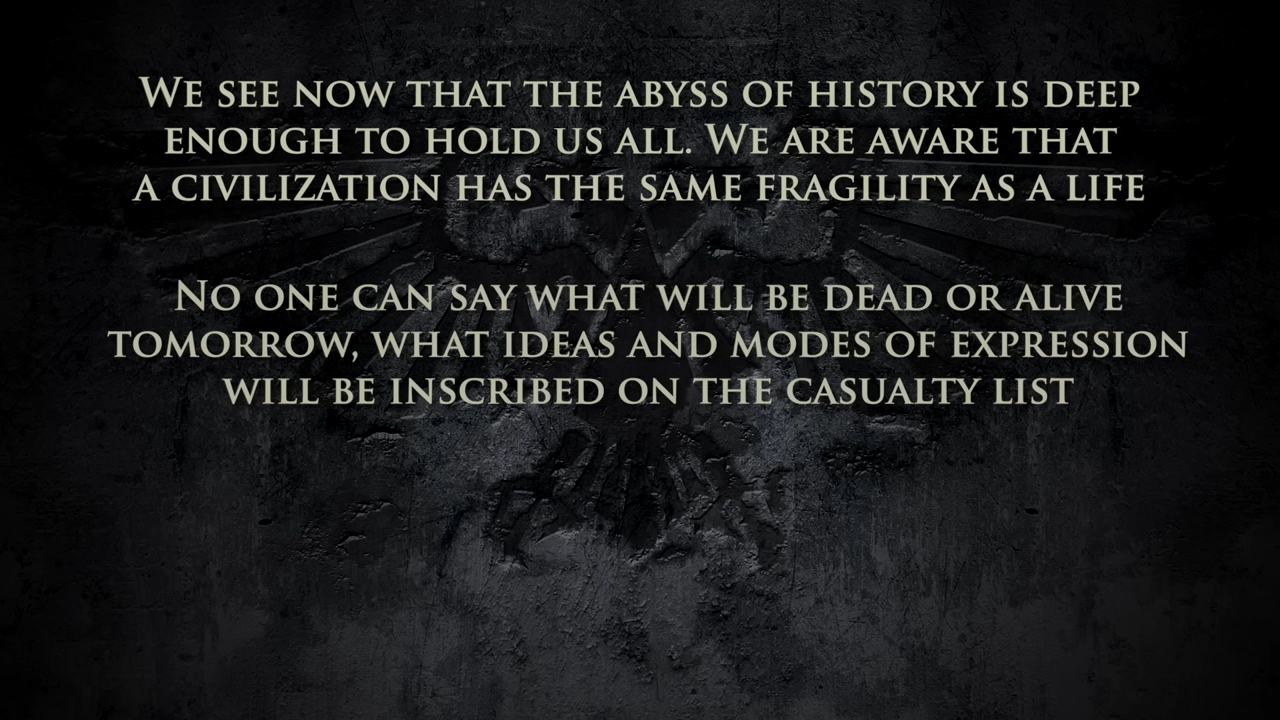 We see now that the abyss of history is deep
enough to hold us all. We are aware that
a civilization has the same fragility as a life
No one can say what will be dead or alive
tomorrow, what ideas and modes of expression
will be inscribed on the casualty list